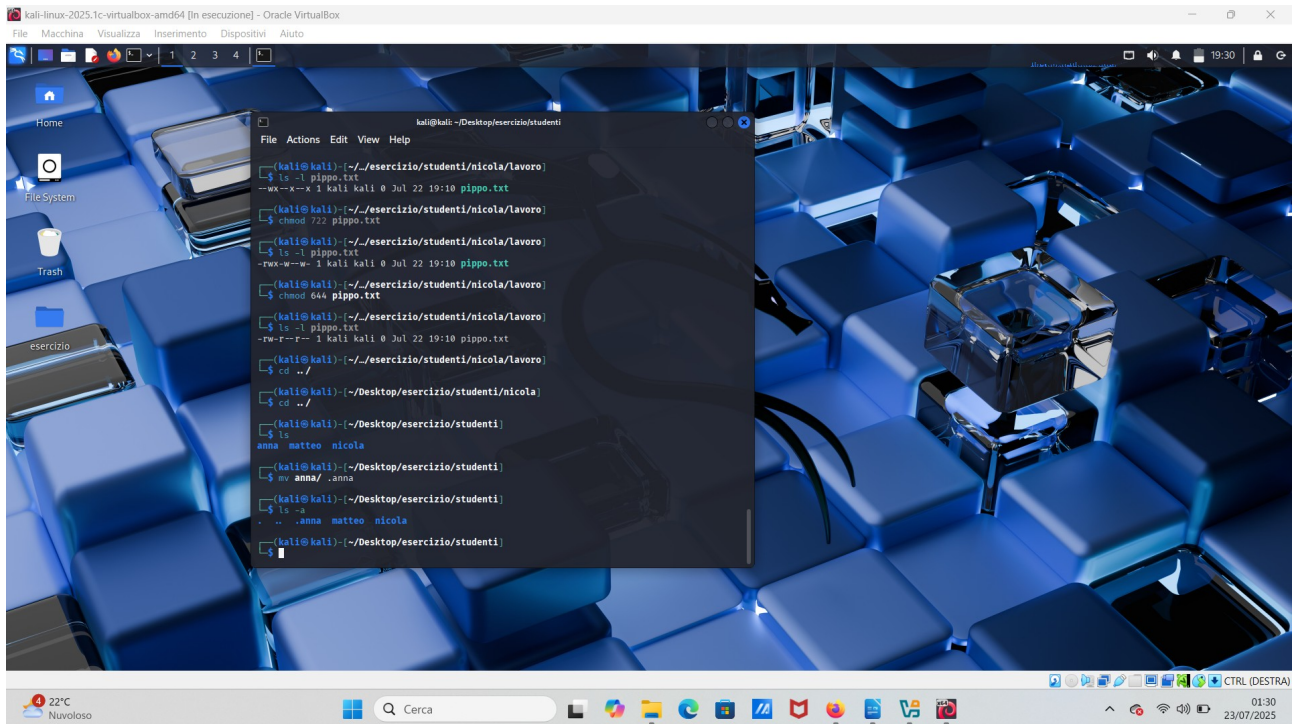 kali-linux-2025.1c-virtualbox-amd64 [In esecuzione] - Oracle VirtualBox
File Macchina Visualizza Inserimento Dispositivi Aiuto
1 2 3 4 19:30
Home
File System
Trash
esercizio
kali@kali: ~/Desktop/esercizio/studenti
File Actions Edit View Help
┌──(kali㉿kali)-[~/…/esercizio/studenti/nicola/lavoro]
└─$ ls -l pippo.txt
--wx--x--x 1 kali kali 0 Jul 22 19:10 pippo.txt
┌──(kali㉿kali)-[~/…/esercizio/studenti/nicola/lavoro]
└─$ chmod 722 pippo.txt
┌──(kali㉿kali)-[~/…/esercizio/studenti/nicola/lavoro]
└─$ ls -l pippo.txt
-rwx-w--w- 1 kali kali 0 Jul 22 19:10 pippo.txt
┌──(kali㉿kali)-[~/…/esercizio/studenti/nicola/lavoro]
└─$ chmod 644 pippo.txt
┌──(kali㉿kali)-[~/…/esercizio/studenti/nicola/lavoro]
└─$ ls -l pippo.txt
-rw-r--r-- 1 kali kali 0 Jul 22 19:10 pippo.txt
┌──(kali㉿kali)-[~/…/esercizio/studenti/nicola/lavoro]
└─$ cd ../
┌──(kali㉿kali)-[~/Desktop/esercizio/studenti/nicola]
└─$ cd ../
┌──(kali㉿kali)-[~/Desktop/esercizio/studenti]
└─$ ls
anna matteo nicola
┌──(kali㉿kali)-[~/Desktop/esercizio/studenti]
└─$ mv anna/ .anna
┌──(kali㉿kali)-[~/Desktop/esercizio/studenti]
└─$ ls -a
. .. .anna matteo nicola
┌──(kali㉿kali)-[~/Desktop/esercizio/studenti]
└─$
CTRL (DESTRA)
4
22°C
Nuvoloso
Cerca
01:30
23/07/2025